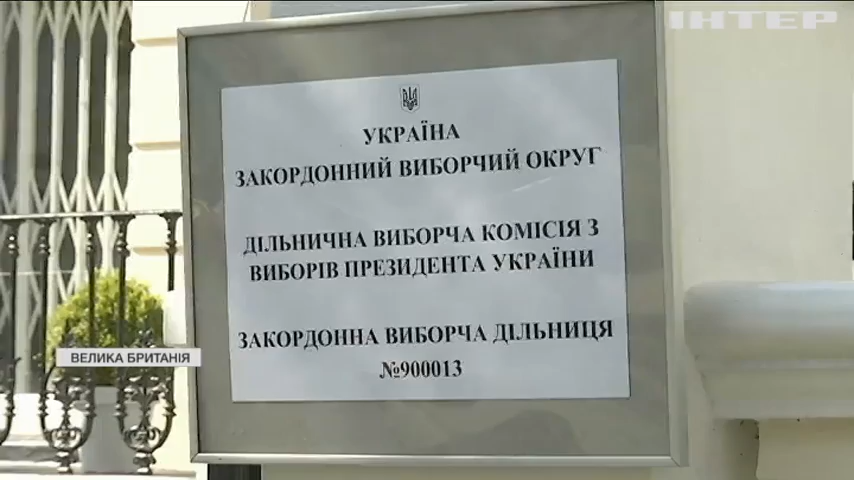 ІНТЕР
УКРАЇНА
ЗАКОРДОННИЙ ВИБОРЧИЙ ОКРУГ
ДІЛЬНИЧНА ВИБОРЧА КОМІСІЯ З
ВИБОРІВ ПРЕЗИДЕНТА УКРАЇНИ
ЗАКОРДОННА ВИБОРЧА ДІЛЬНИЦЯ
№900013
ВЕЛИКА БРИТАНІЯ